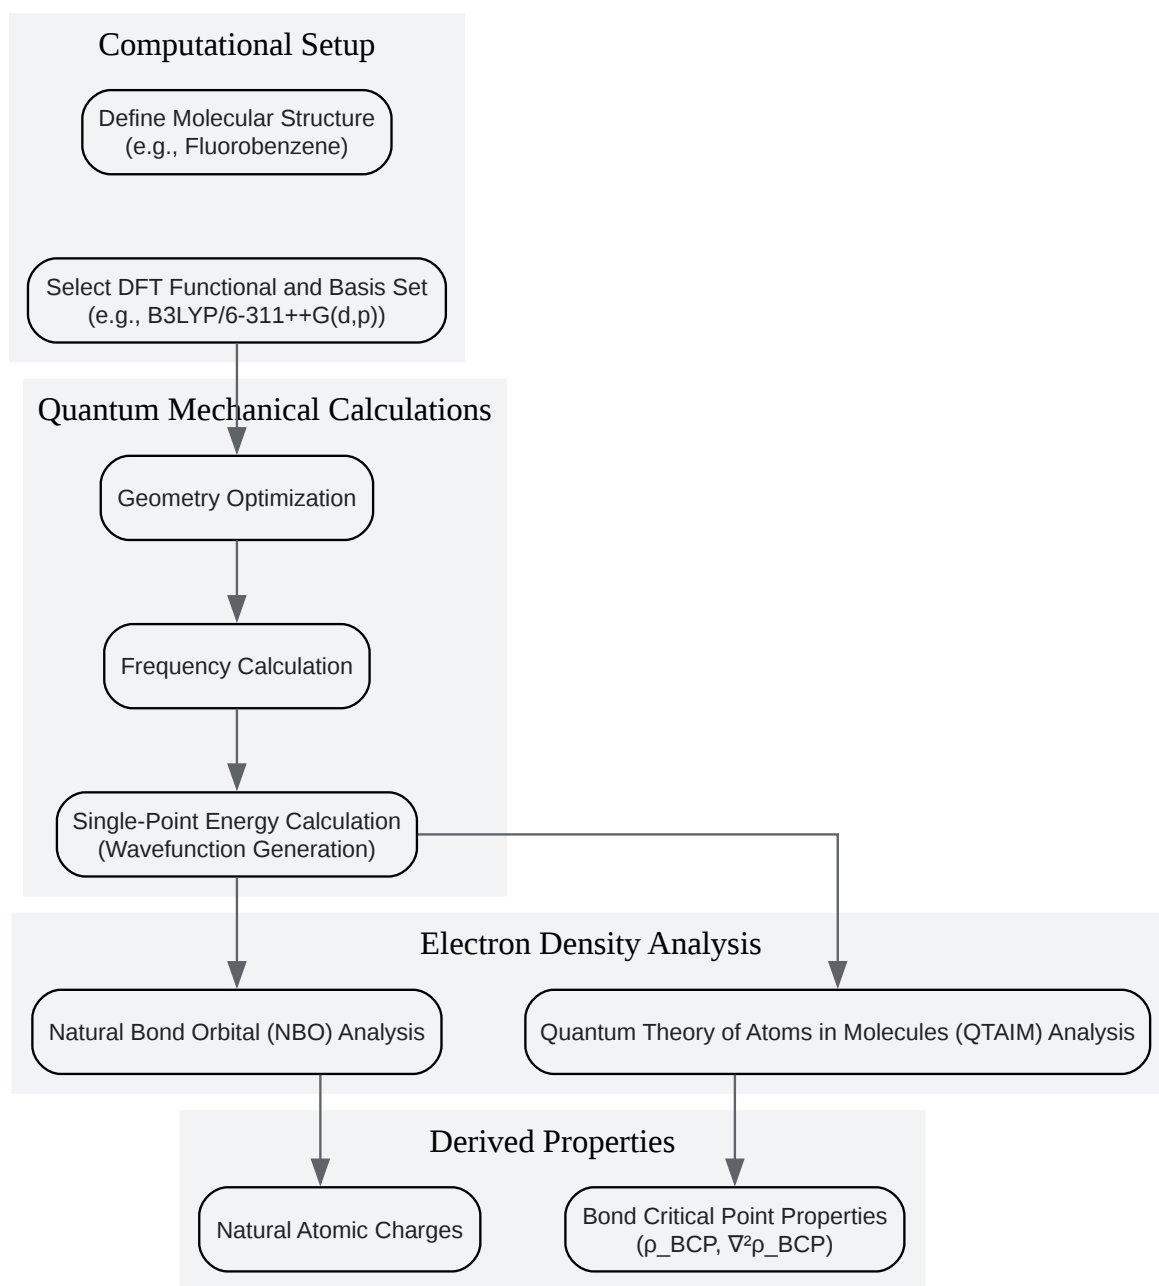 Computational Setup
Define Molecular Structure
(e.g., Fluorobenzene)
Select DFT Functional and Basis Set
(e.g., B3LYP/6-311++G(d,p))
Quantum Mechanical Calculations
Geometry Optimization
Frequency Calculation
Single-Point Energy Calculation
(Wavefunction Generation)
Electron Density Analysis
Natural Bond Orbital (NBO) Analysis
Quantum Theory of Atoms in Molecules (QTAIM) Analysis
Derived Properties
Natural Atomic Charges
Bond Critical Point Properties
(ρ_BCP, ∇²ρ_BCP)